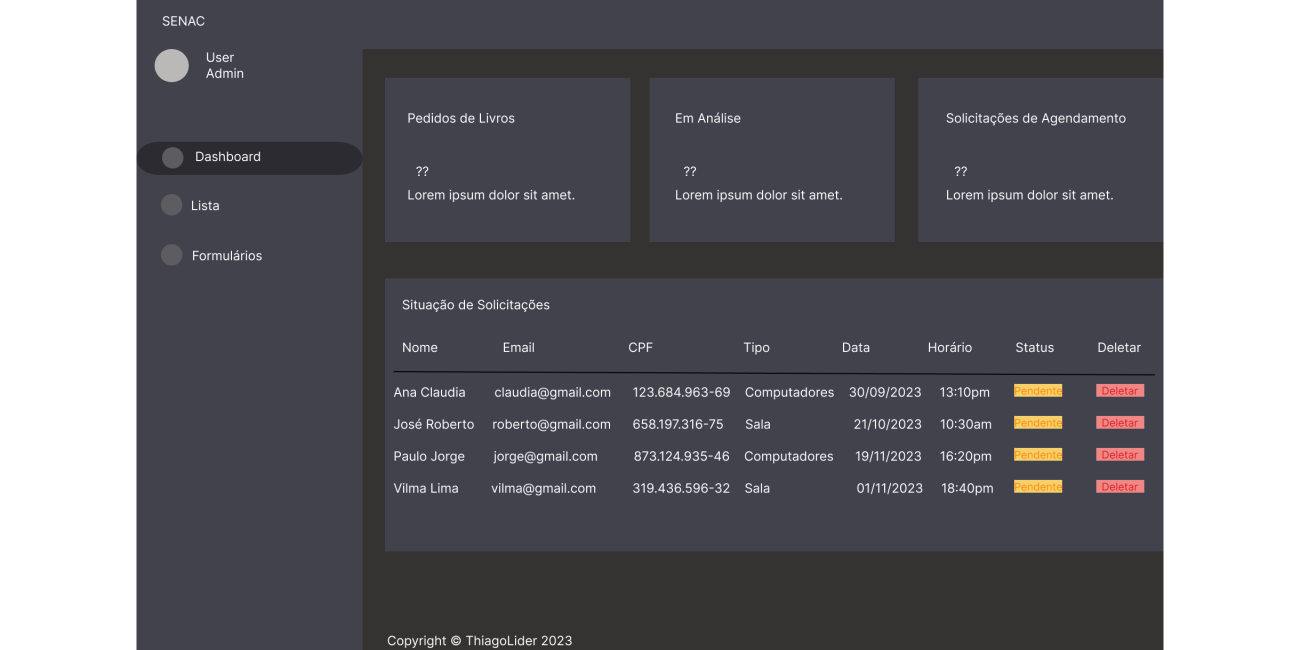 SENAC
User
Admin
Dashboard
Lista
Formulários
Pedidos de Livros
??
Lorem ipsum dolor sit amet.
Em Análise
??
Lorem ipsum dolor sit amet.
Solicitações de Agendamento
??
Lorem ipsum dolor sit amet.
Situação de Solicitações
Nome Email CPF Tipo Data Horário Status Deletar
Ana Claudia claudia@gmail.com 123.684.963-69 Computadores 30/09/2023 13:10pm Pendente Deletar
José Roberto roberto@gmail.com 658.197.316-75 Sala 21/10/2023 10:30am Pendente Deletar
Paulo Jorge jorge@gmail.com 873.124.935-46 Computadores 19/11/2023 16:20pm Pendente Deletar
Vilma Lima vilma@gmail.com 319.436.596-32 Sala 01/11/2023 18:40pm Pendente Deletar
Copyright © ThiagoLider 2023